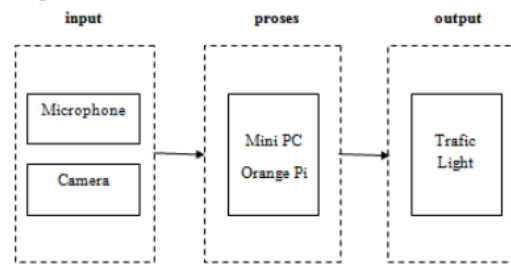 input
proses
output
Microphone
Camera
Mini PC
Orange Pi
Trafic
Light